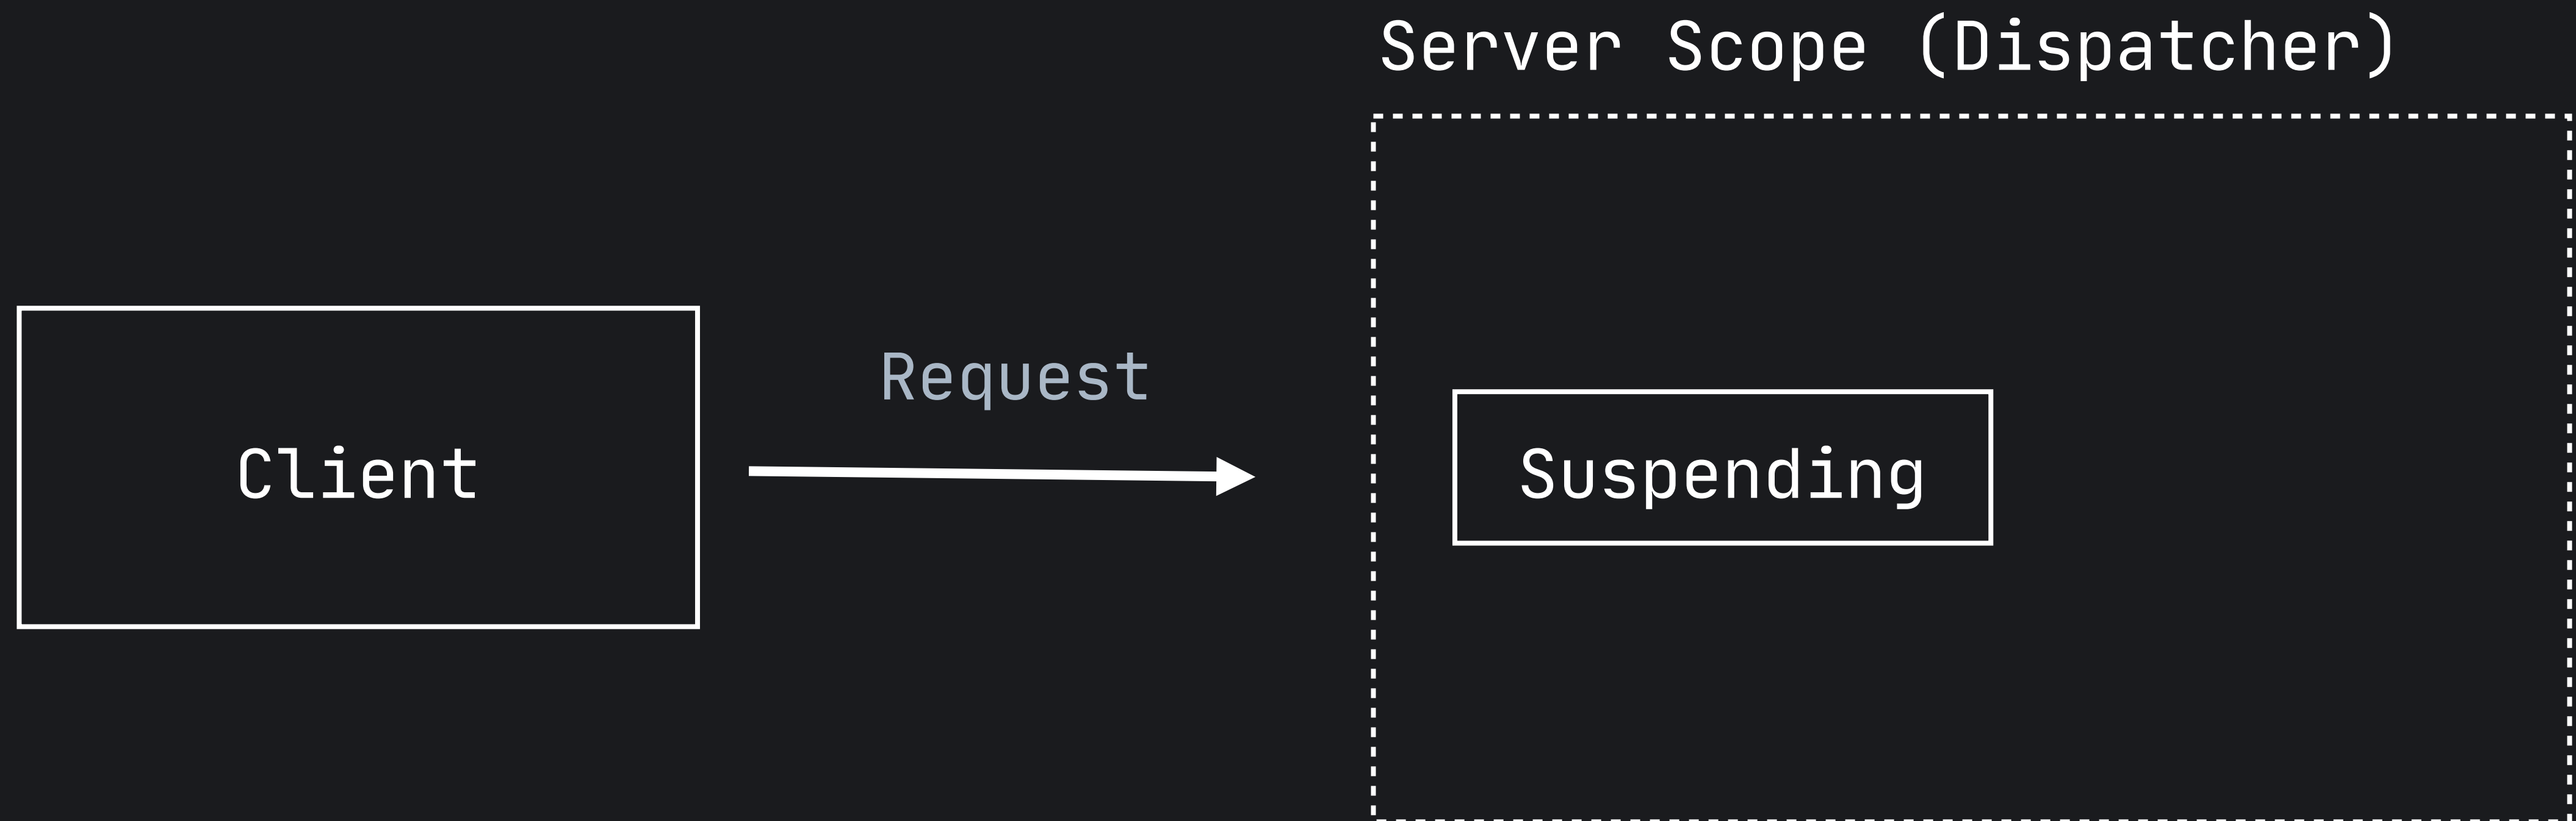 Server Scope (Dispatcher)
Request
Client
Suspending